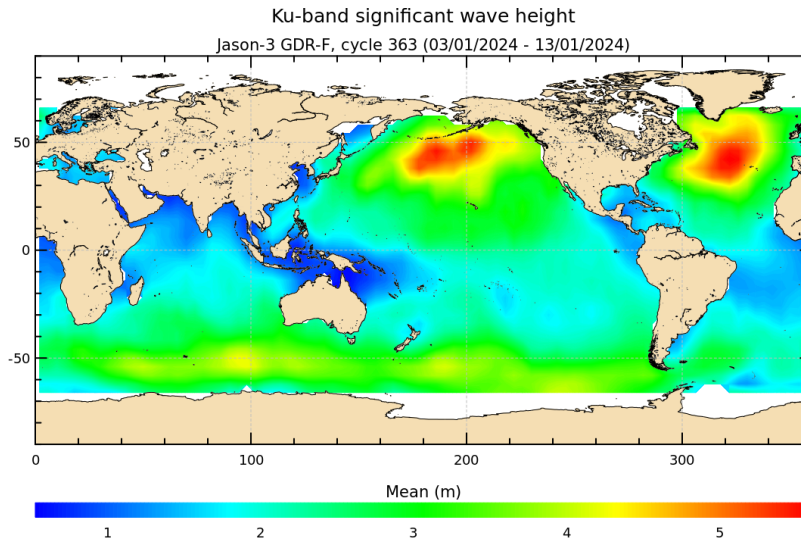 Ku-band significant wave height
Jason-3 GDR-F, cycle 363 (03/01/2024 - 13/01/2024)
50
0
-50
0 100 200 300
Mean (m)
1 2 3 4 5